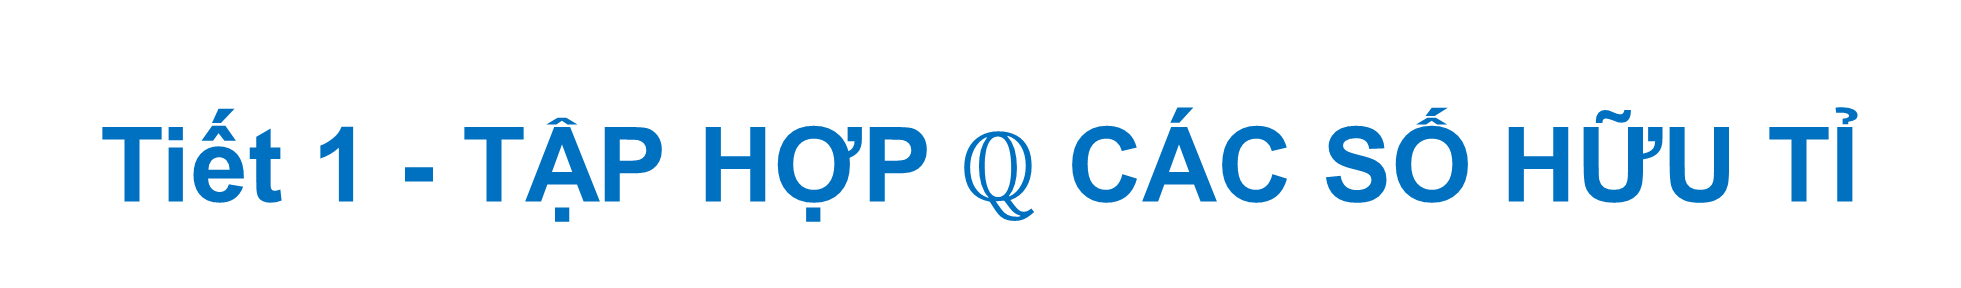 Tiết 1 - TẬP HỢP ℚ CÁC SỐ HỮU TỈ